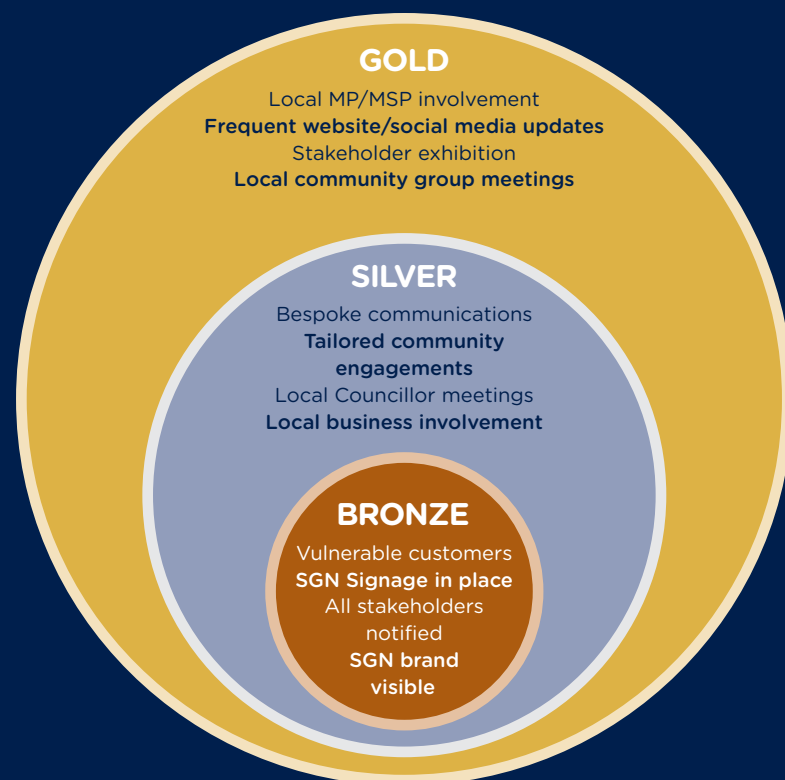 GOLD
Local MP/MSP involvement
Frequent website/social media updates
Stakeholder exhibition
Local community group meetings
SILVER
Bespoke communications
Tailored community
engagements
Local Councillor meetings
Local business involvement
BRONZE
Vulnerable customers
SGN Signage in place
All stakeholders
notified
SGN brand
visible